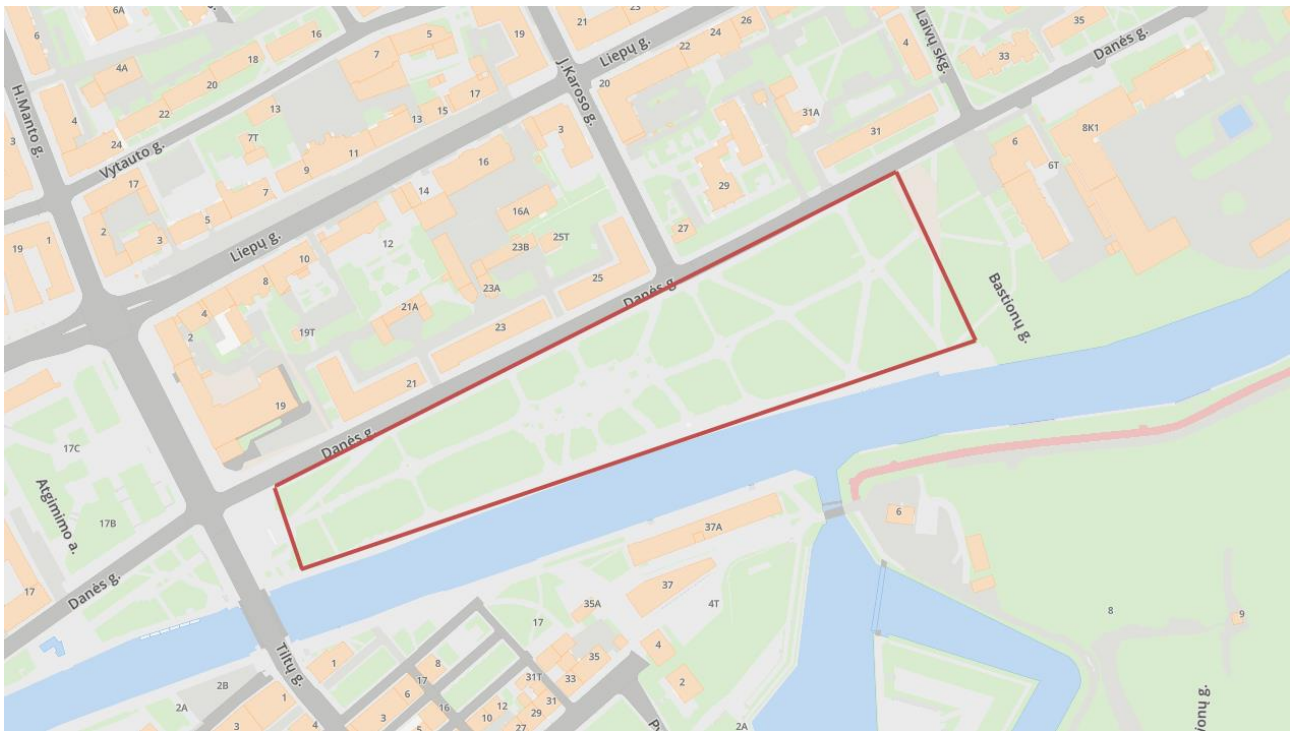 6A
6
16
5
19
21
23
26
35
4A
18
7
Liepų g.
22
24
Laivų skg.
Danės g.
H.Manto g.
20
17
J.Karoso g.
20
4
33
4
22
13
15
13
3
31A
8K1
3
24
7T
11
31
6
Vytauto g.
9
16
6T
17
7
14
29
2
5
16A
3
12
27
19
1
Liepų g.
10
23B
25T
8
25
23A
Danės g.
Bastionų g.
4
21A
2
19T
23
21
19
Danės g.
17C
Atgimimo a.
17B
37A
6
17
Danės g.
37
35A
4T
17
8
9
4
Tiltų g.
1
8
35
17
31T
33
2
2B
6
12
31
1
16
29
2A
10
3
4
3
5
27
2A